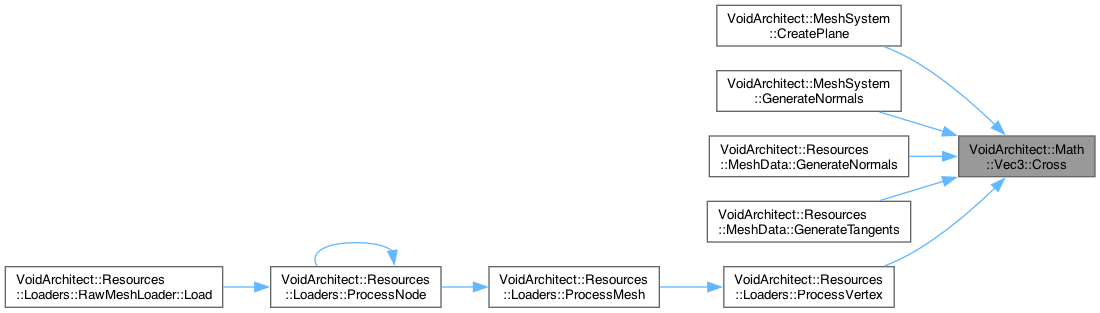 VoidArchitect::MeshSystem
::CreatePlane
VoidArchitect::MeshSystem
::GenerateNormals
VoidArchitect::Resources
::MeshData::GenerateNormals
VoidArchitect::Math
::Vec3::Cross
VoidArchitect::Resources
::MeshData::GenerateTangents
VoidArchitect::Resources
::Loaders::RawMeshLoader::Load
VoidArchitect::Resources
::Loaders::ProcessNode
VoidArchitect::Resources
::Loaders::ProcessMesh
VoidArchitect::Resources
::Loaders::ProcessVertex